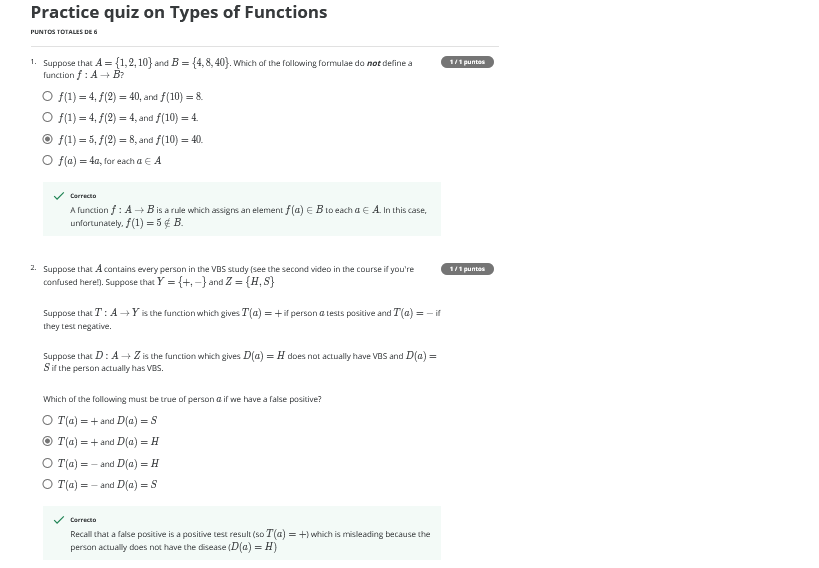 Practice quiz on Types of Functions
PUNTOS TOTALES DE 6
1. Suppose that A = {1, 2, 10} and B = {4, 8, 40}. Which of the following formulae do not define a
function f : A → B?
1 / 1 puntos
f(1) = 4, f(2) = 40, and f(10) = 8.
f(1) = 4, f(2) = 4, and f(10) = 4.
f(1) = 5, f(2) = 8, and f(10) = 40.
f(a) = 4a, for each a ∈ A
Correcto
A function f : A → B is a rule which assigns an element f(a) ∈ B to each a ∈ A. In this case,
unfortunately, f(1) = 5 ∉ B.
2. Suppose that A contains every person in the VBS study (see the second video in the course if you're
confused here!). Suppose that Y = {+, −} and Z = {H, S}
1 / 1 puntos
Suppose that T : A → Y is the function which gives T(a) = + if person a tests positive and T(a) = − if
they test negative.
Suppose that D : A → Z is the function which gives D(a) = H does not actually have VBS and D(a) =
S if the person actually has VBS.
Which of the following must be true of person a if we have a false positive?
T(a) = + and D(a) = S
T(a) = + and D(a) = H
T(a) = − and D(a) = H
T(a) = − and D(a) = S
Correcto
Recall that a false positive is a positive test result (so T(a) = +) which is misleading because the
person actually does not have the disease (D(a) = H)